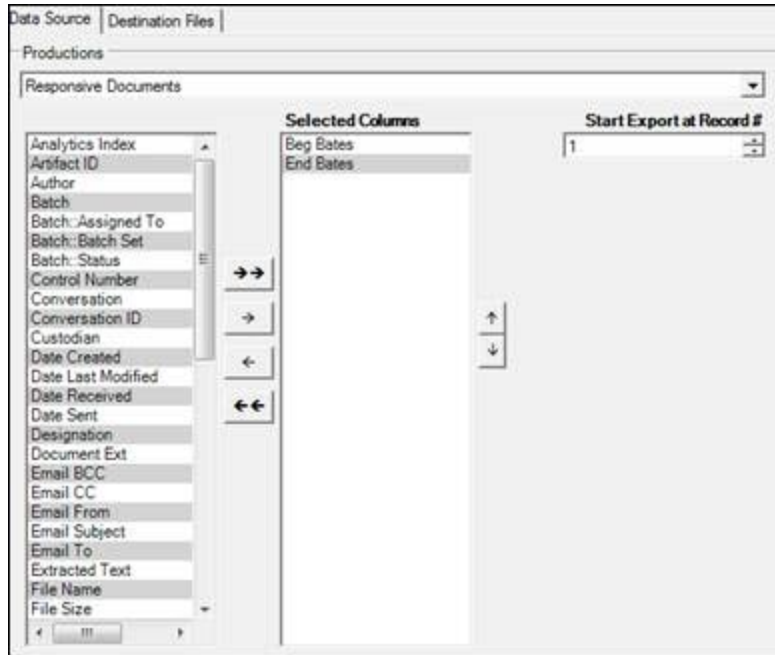 Data Source Destination Files
Productions
Responsive Documents
Selected Columns Start Export at Record #
1
Analytics Index
Artifact ID
Author
Batch
Batch::Assigned To
Batch::Batch Set
Batch::Status
Control Number
Conversation
Conversation ID
Custodian
Date Created
Date Last Modified
Date Received
Date Sent
Designation
Document Ext
Email BCC
Email CC
Email From
Email Subject
Email To
Extracted Text
File Name
File Size
Beg Bates
End Bates